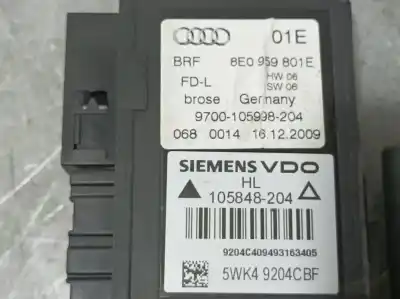 01E
BRF 8E0 959 801E
FD-L HW 06
SW 06
brose Germany
9700-105998-204
068 0014 16.12.2009
SIEMENS VDO
HL
105848-204
9204C409493163405
5WK4 9204CBF